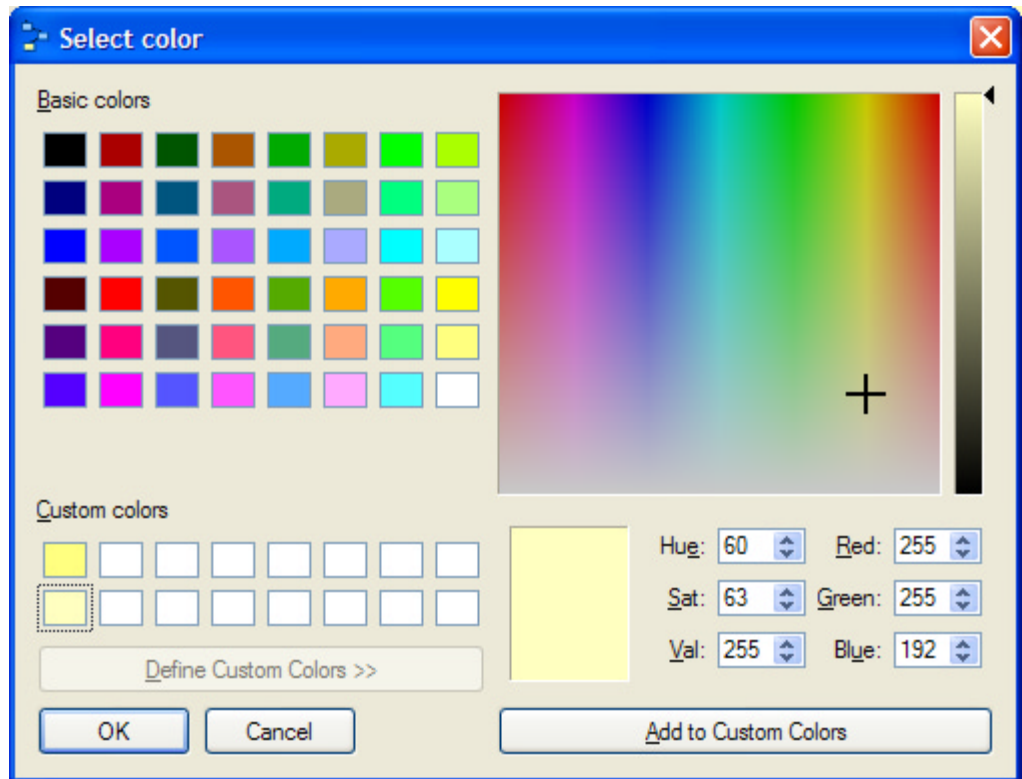 Select color
Basic colors
Custom colors
Define Custom Colors >>
OK Cancel
Hue: 60 Red: 255
Sat: 63 Green: 255
Val: 255 Blue: 192
Add to Custom Colors